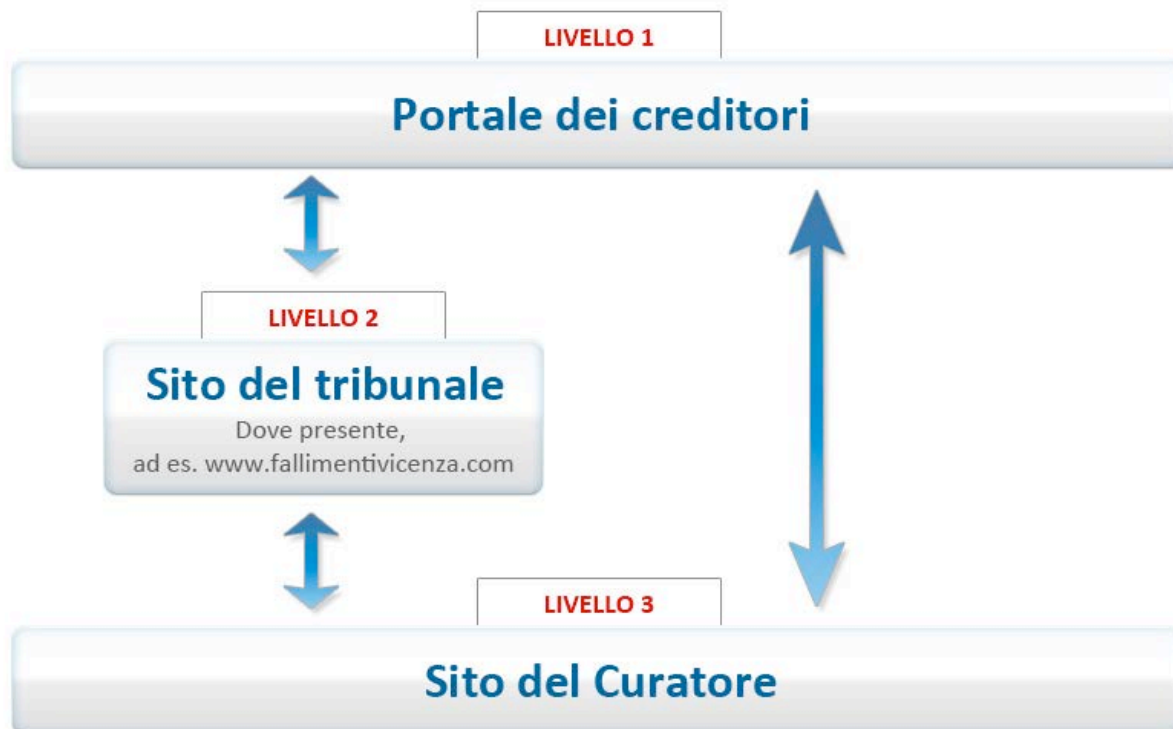 LIVELLO 1
Portale dei creditori
LIVELLO 2
Sito del tribunale
Dove presente,
ad es. www.fallimentivicenza.com
LIVELLO 3
Sito del Curatore